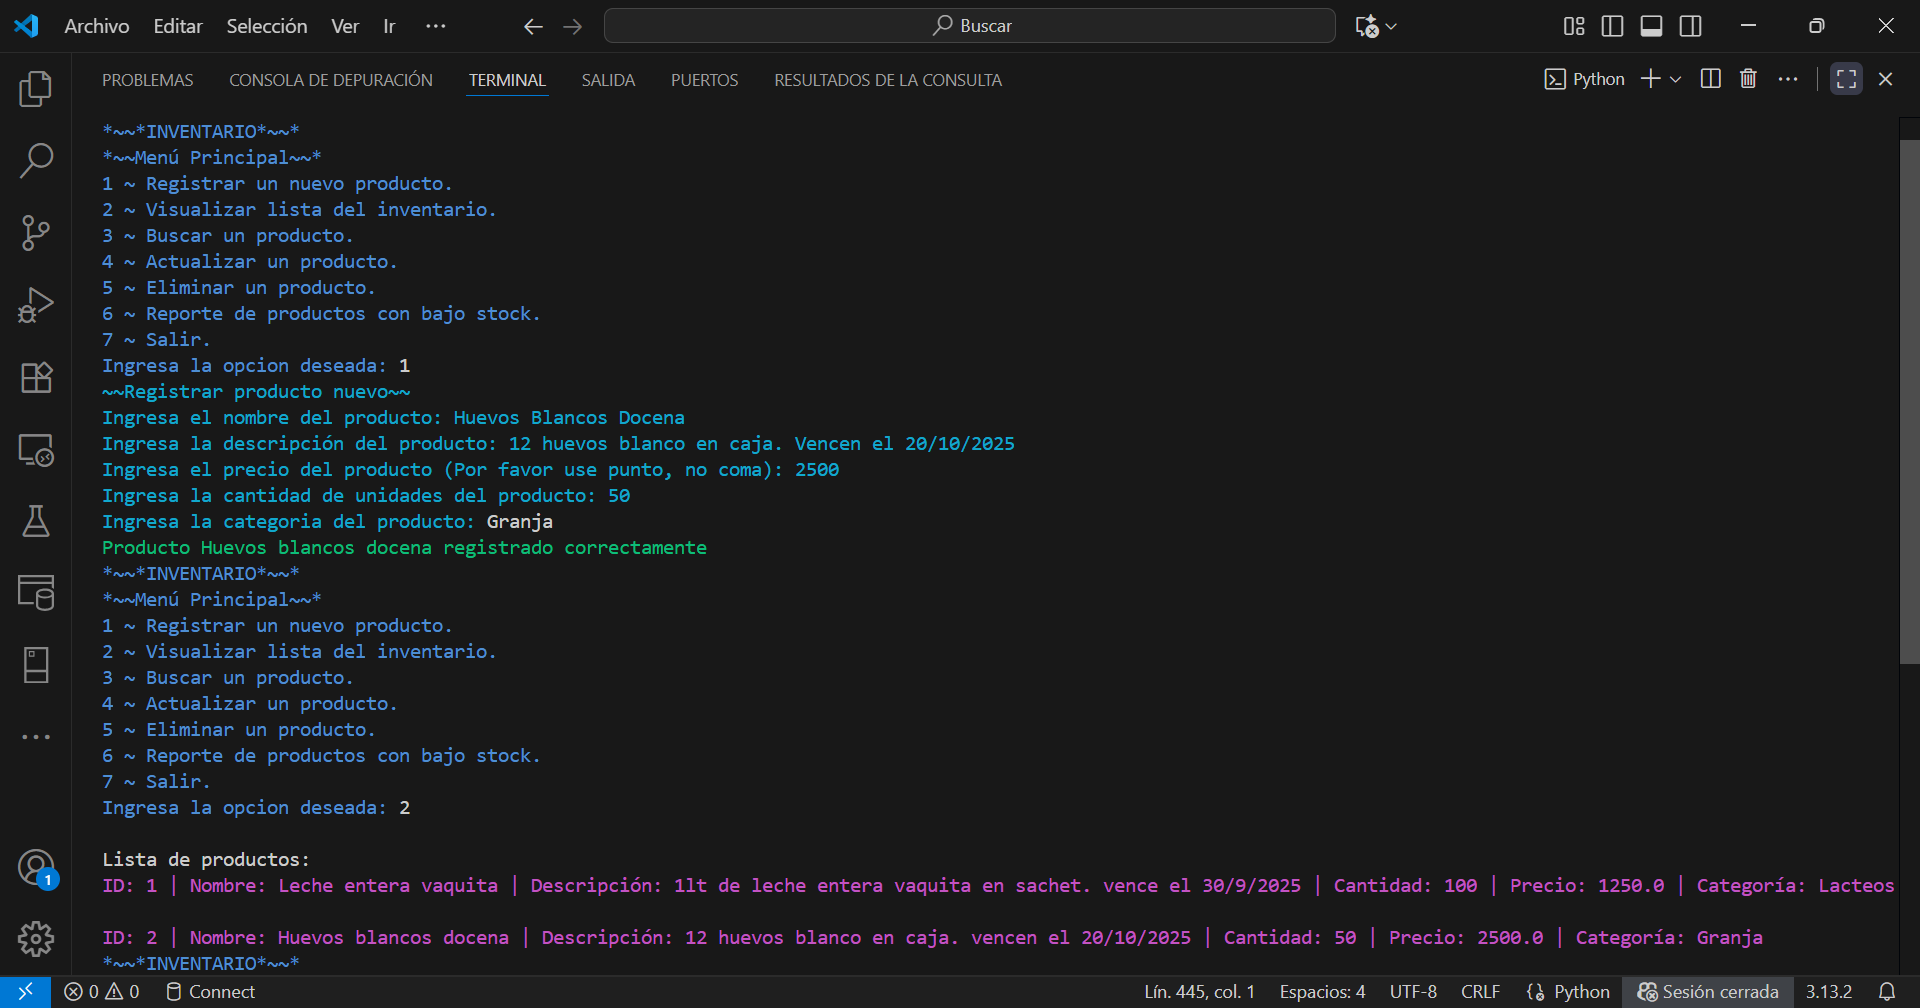 Archivo Editar Selección Ver Ir ··· Buscar
PROBLEMAS CONSOLA DE DEPURACIÓN TERMINAL SALIDA PUERTOS RESULTADOS DE LA CONSULTA Python
*~~*INVENTARIO*~~*
*~~Menú Principal~~*
1 ~ Registrar un nuevo producto.
2 ~ Visualizar lista del inventario.
3 ~ Buscar un producto.
4 ~ Actualizar un producto.
5 ~ Eliminar un producto.
6 ~ Reporte de productos con bajo stock.
7 ~ Salir.
Ingresa la opcion deseada: 1
~~Registrar producto nuevo~~
Ingresa el nombre del producto: Huevos Blancos Docena
Ingresa la descripción del producto: 12 huevos blanco en caja. Vencen el 20/10/2025
Ingresa el precio del producto (Por favor use punto, no coma): 2500
Ingresa la cantidad de unidades del producto: 50
Ingresa la categoria del producto: Granja
Producto Huevos blancos docena registrado correctamente
*~~*INVENTARIO*~~*
*~~Menú Principal~~*
1 ~ Registrar un nuevo producto.
2 ~ Visualizar lista del inventario.
3 ~ Buscar un producto.
4 ~ Actualizar un producto.
5 ~ Eliminar un producto.
6 ~ Reporte de productos con bajo stock.
7 ~ Salir.
Ingresa la opcion deseada: 2
Lista de productos:
ID: 1 | Nombre: Leche entera vaquita | Descripción: 1lt de leche entera vaquita en sachet. vence el 30/9/2025 | Cantidad: 100 | Precio: 1250.0 | Categoría: Lacteos
ID: 2 | Nombre: Huevos blancos docena | Descripción: 12 huevos blanco en caja. vencen el 20/10/2025 | Cantidad: 50 | Precio: 2500.0 | Categoría: Granja
*~~*INVENTARIO*~~*
1
0 0 Connect Lín. 445, col. 1 Espacios: 4 UTF-8 CRLF {} Python Sesión cerrada 3.13.2